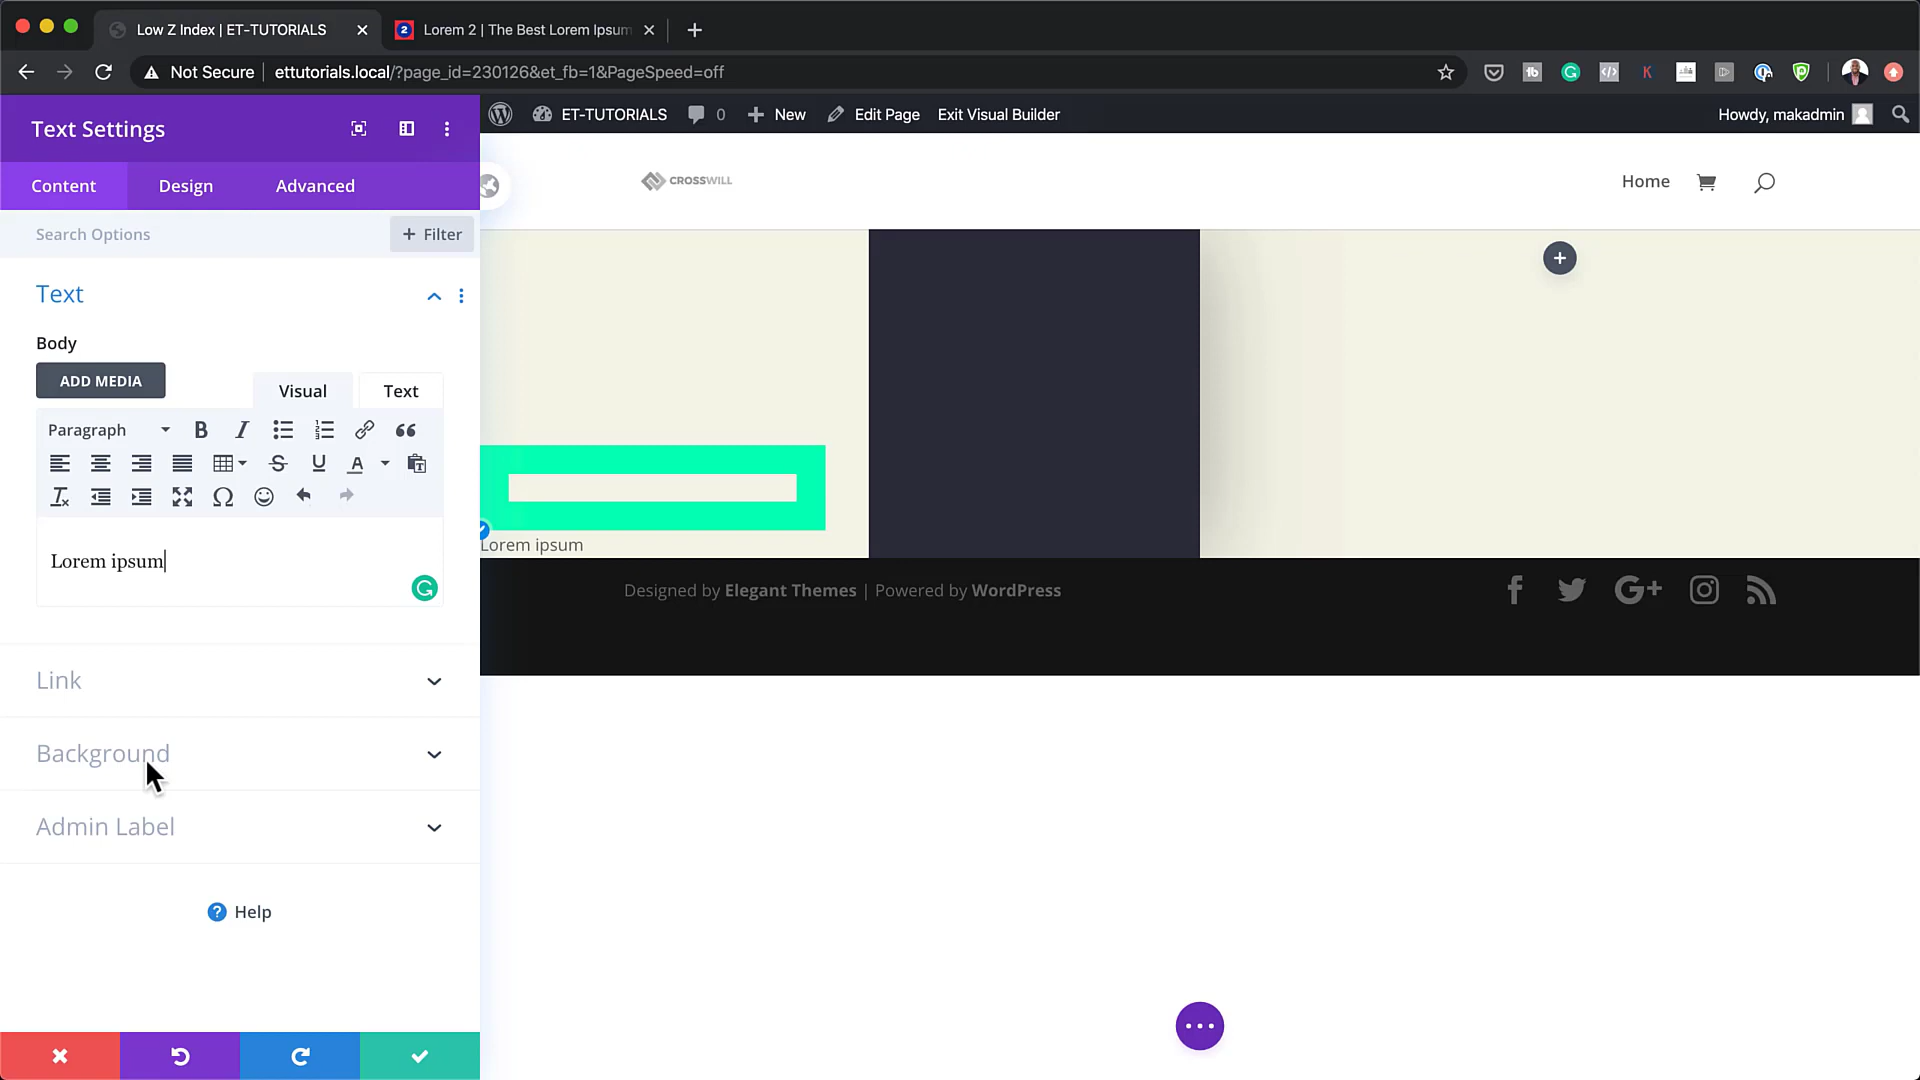 Low Z Index | ET-TUTORIALS
2 Lorem 2 | The Best Lorem Ipsum
Not Secure ettutorials.local/?page_id=230126&et_fb=1&PageSpeed=off
ET-TUTORIALS 0 New Edit Page Exit Visual Builder Howdy, makadmin
Text Settings
Content Design Advanced
Search Options + Filter
CROSSWILL
Home
Text
Body
ADD MEDIA
Visual Text
Paragraph
Lorem ipsum
Lorem ipsum
Designed by Elegant Themes | Powered by WordPress
Link
Background
Admin Label
Help